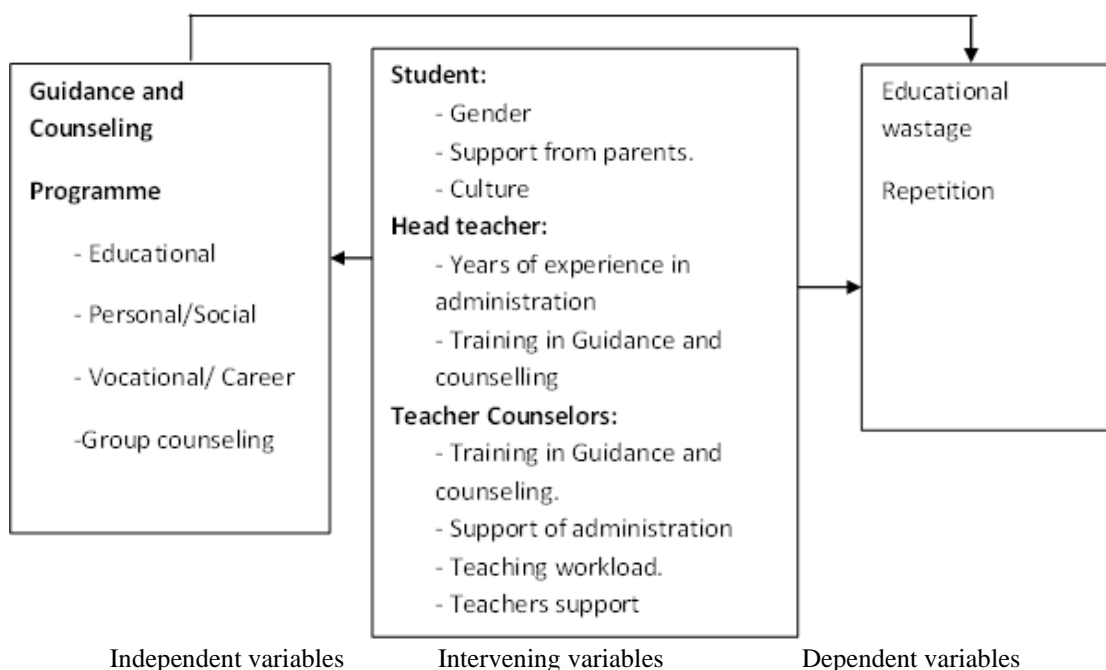 Guidance and
Counseling
Programme
- Educational
- Personal/Social
- Vocational/ Career
-Group counseling
Student:
- Gender
- Support from parents.
- Culture
Head teacher:
- Years of experience in
administration
- Training in Guidance and
counselling
Teacher Counselors:
- Training in Guidance and
counseling.
- Support of administration
- Teaching workload.
- Teachers support
Educational
wastage
Repetition
Independent variables
Intervening variables
Dependent variables